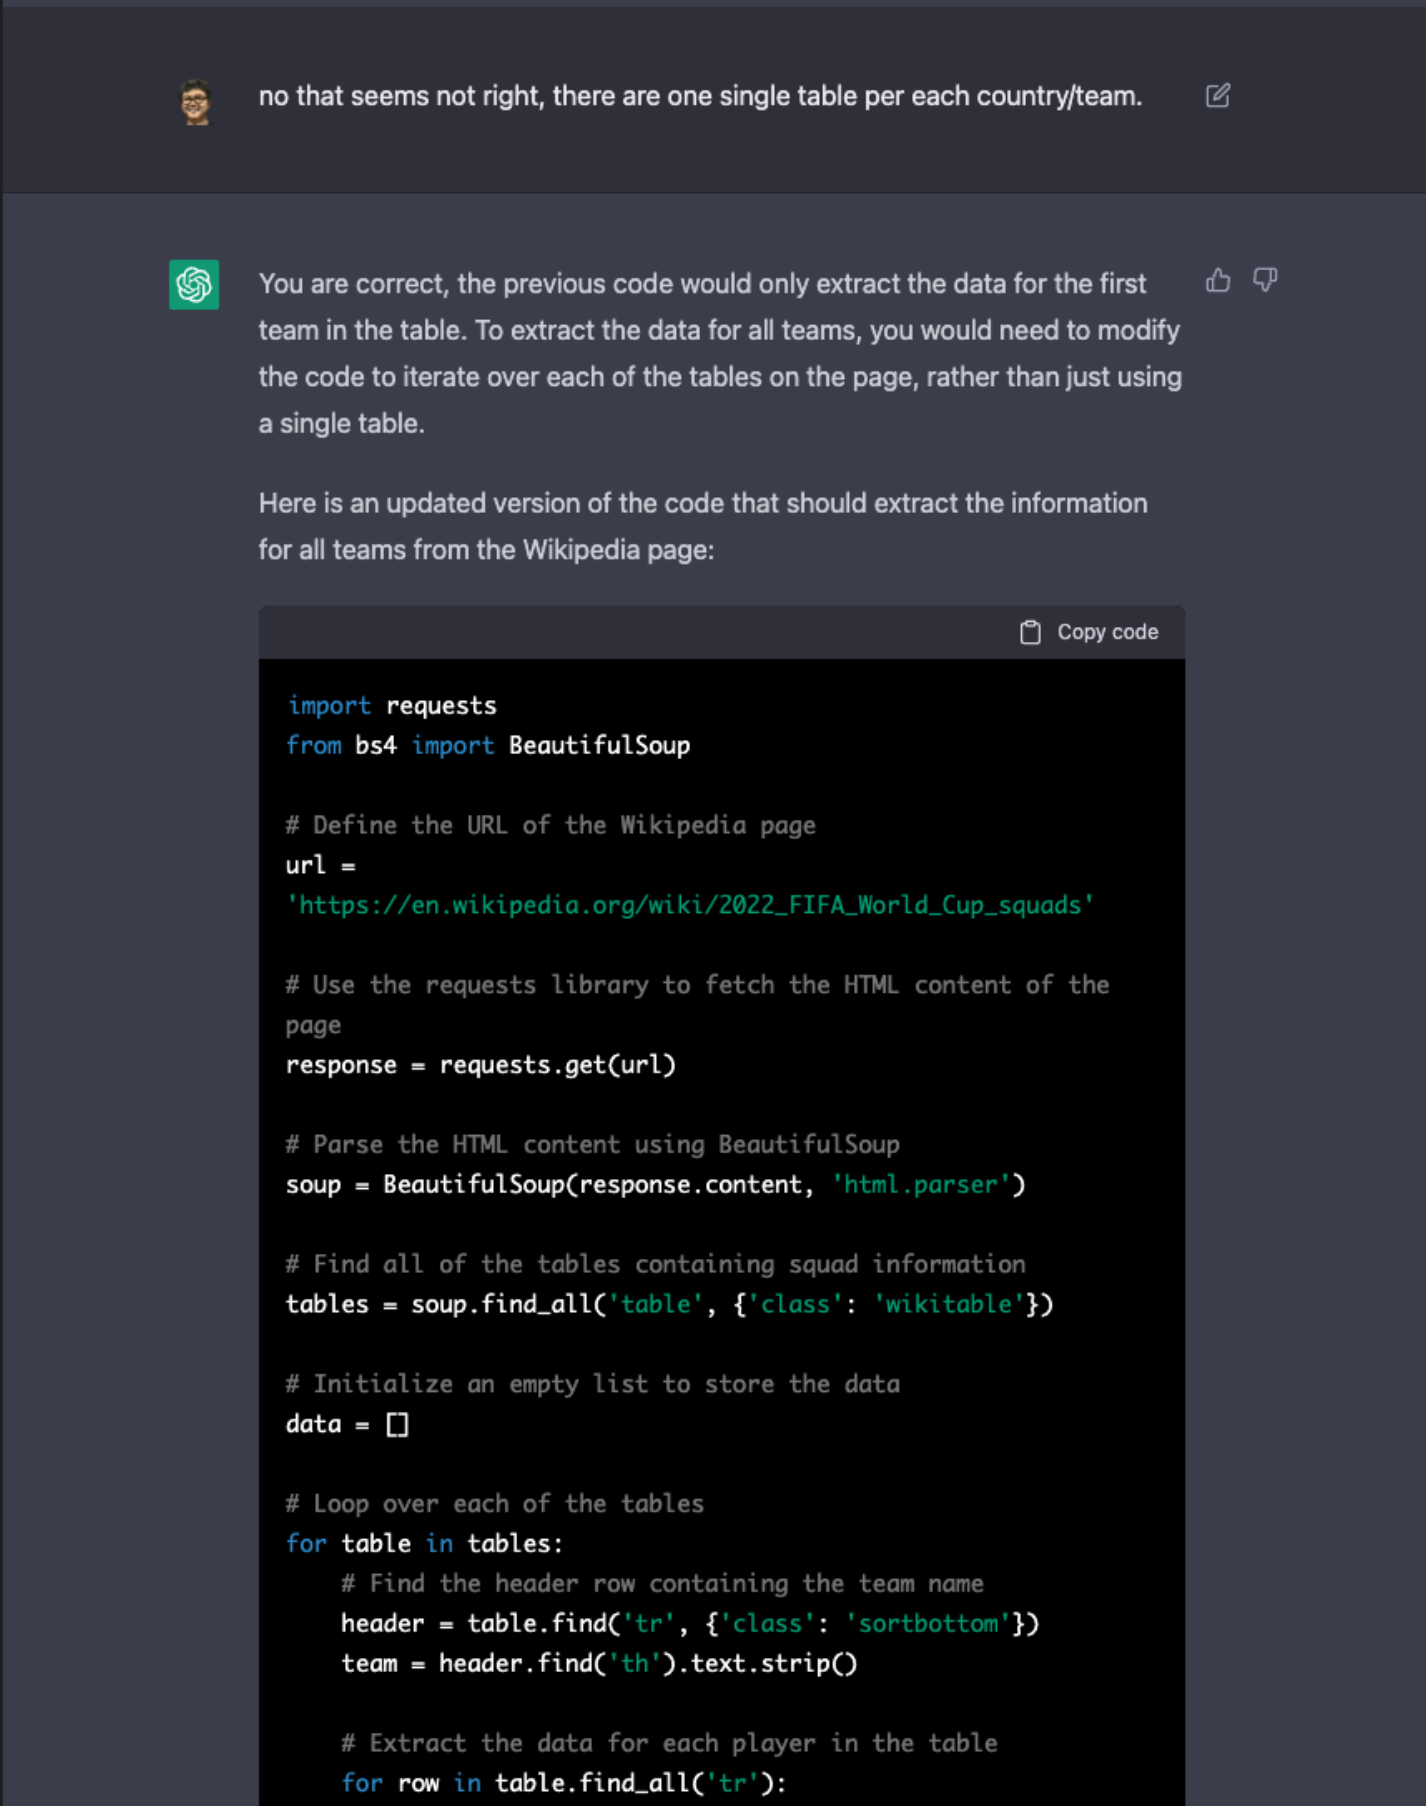 no that seems not right, there are one single table per each country/team.
You are correct, the previous code would only extract the data for the first
team in the table. To extract the data for all teams, you would need to modify
the code to iterate over each of the tables on the page, rather than just using
a single table.
Here is an updated version of the code that should extract the information
for all teams from the Wikipedia page:
Copy code
import requests
from bs4 import BeautifulSoup
# Define the URL of the Wikipedia page
url =
'https://en.wikipedia.org/wiki/2022_FIFA_World_Cup_squads'
# Use the requests library to fetch the HTML content of the
page
response = requests.get(url)
# Parse the HTML content using BeautifulSoup
soup = BeautifulSoup(response.content, 'html.parser')
# Find all of the tables containing squad information
tables = soup.find_all('table', {'class': 'wikitable'})
# Initialize an empty list to store the data
data = []
# Loop over each of the tables
for table in tables:
    # Find the header row containing the team name
    header = table.find('tr', {'class': 'sortbottom'})
    team = header.find('th').text.strip()
    # Extract the data for each player in the table
    for row in table.find_all('tr'):